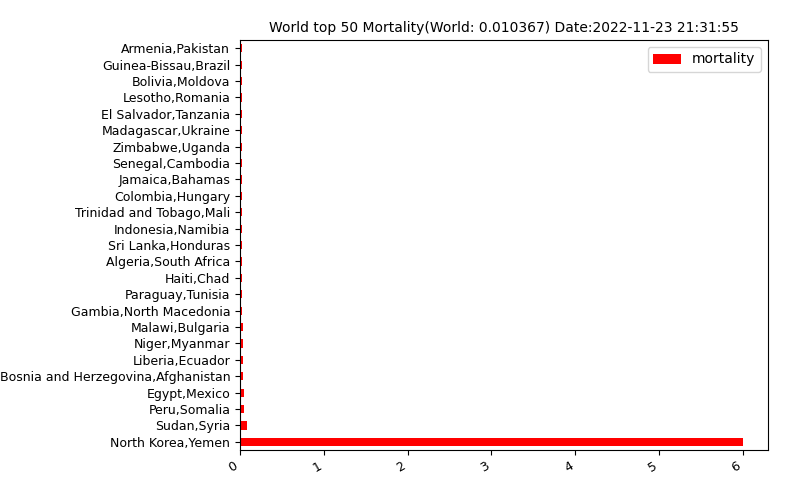 World top 50 Mortality(World: 0.010367) Date:2022-11-23 21:31:55
mortality
Armenia,Pakistan
Guinea-Bissau,Brazil
Bolivia,Moldova
Lesotho,Romania
El Salvador,Tanzania
Madagascar,Ukraine
Zimbabwe,Uganda
Senegal,Cambodia
Jamaica,Bahamas
Colombia,Hungary
Trinidad and Tobago,Mali
Indonesia,Namibia
Sri Lanka,Honduras
Algeria,South Africa
Haiti,Chad
Paraguay,Tunisia
Gambia,North Macedonia
Malawi,Bulgaria
Niger,Myanmar
Liberia,Ecuador
Bosnia and Herzegovina,Afghanistan
Egypt,Mexico
Peru,Somalia
Sudan,Syria
North Korea,Yemen
0 1 2 3 4 5 6